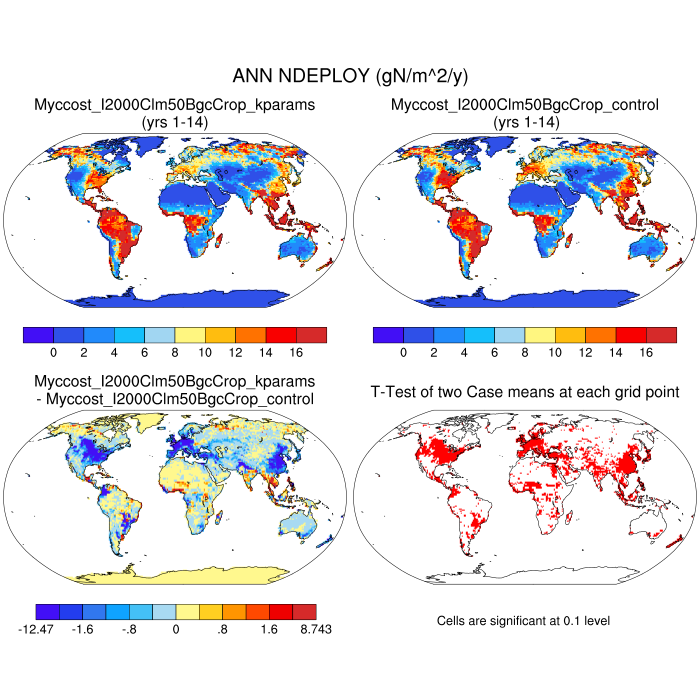 ANN NDEPLOY (gN/m^2/y)
Myccost_I2000Clm50BgcCrop_kparams
(yrs 1-14)
Myccost_I2000Clm50BgcCrop_control
(yrs 1-14)
0 2 4 6 8 10 12 14 16
0 2 4 6 8 10 12 14 16
Myccost_I2000Clm50BgcCrop_kparams
- Myccost_I2000Clm50BgcCrop_control
T-Test of two Case means at each grid point
-12.47 -1.6 -.8 0 .8 1.6 8.743
Cells are significant at 0.1 level